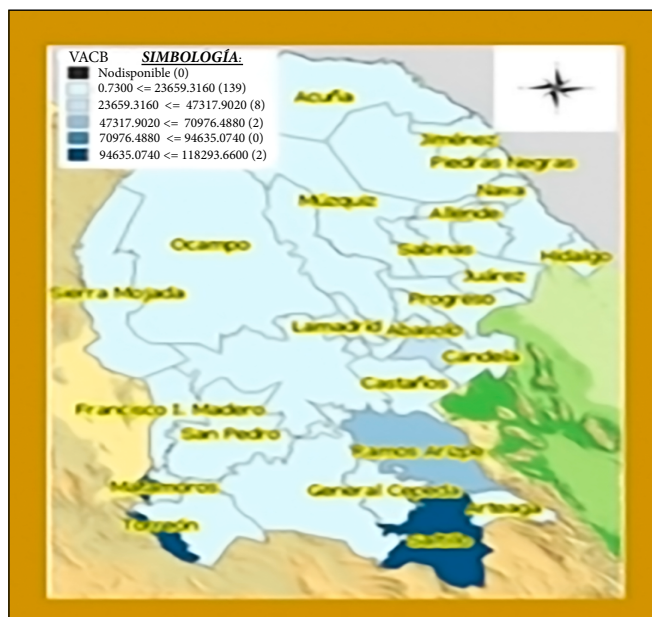 VACB SIMBOLOGÍA:
Nodisponible (0)
0.7300 <= 23659.3160 (139)
23659.3160 <= 47317.9020 (8)
47317.9020 <= 70976.4880 (2)
70976.4880 <= 94635.0740 (0)
94635.0740 <= 118293.6600 (2)
Acuña
Jiménez
Piedras Negras
Nava
Múzquiz
Allende
Ocampo
Sabinas
Hidalgo
Juárez
Sierra Mojada
Progreso
Lamadrid
Abasolo
Candela
Castaños
Francisco I. Madero
San Pedro
Ramos Arizpe
Matamoros
General Cepeda
Arteaga
Torreón
Saltillo